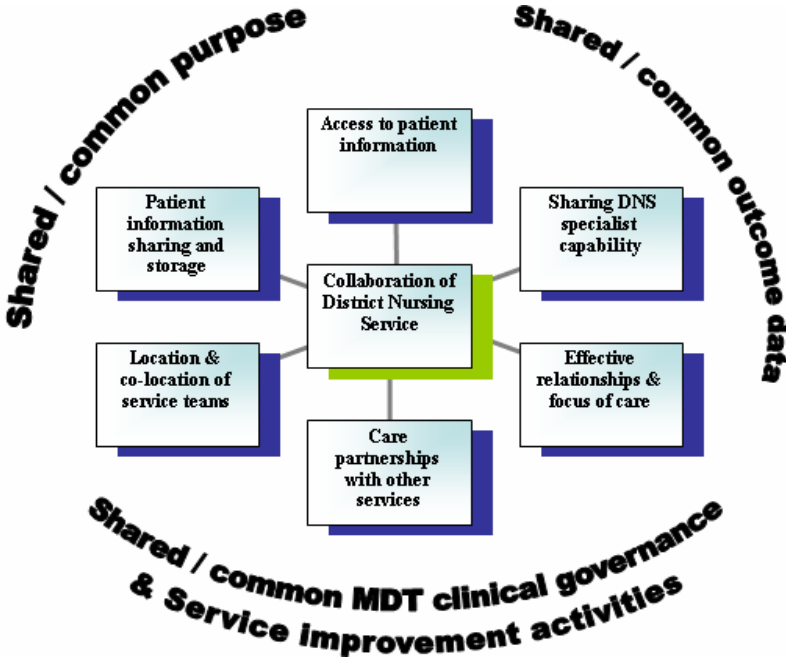 Shared / common purpose
Shared / common outcome data
Access to patient
information
Patient
information
sharing and
storage
Sharing DNS
specialist
capability
Collaboration of
District Nursing
Service
Location &
co-location of
service teams
Effective
relationships &
focus of care
Care
partnerships
with other
services
Shared / common MDT clinical governance
& Service improvement activities